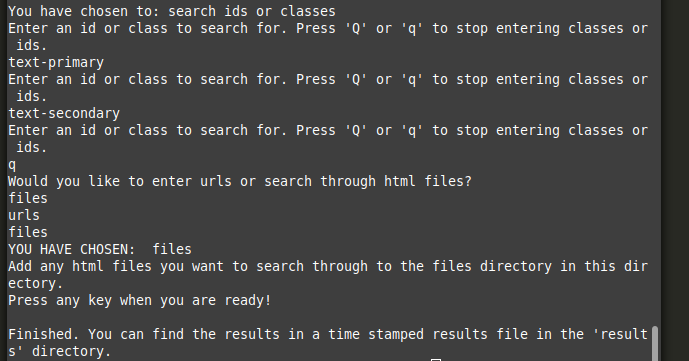 You have chosen to: search ids or classes
Enter an id or class to search for. Press 'Q' or 'q' to stop entering classes or
 ids.
text-primary
Enter an id or class to search for. Press 'Q' or 'q' to stop entering classes or
 ids.
text-secondary
Enter an id or class to search for. Press 'Q' or 'q' to stop entering classes or
 ids.
q
Would you like to enter urls or search through html files?
files
urls
files
YOU HAVE CHOSEN:  files
Add any html files you want to search through to the files directory in this dir
ectory.
Press any key when you are ready!

Finished. You can find the results in a time stamped results file in the 'result
s' directory.